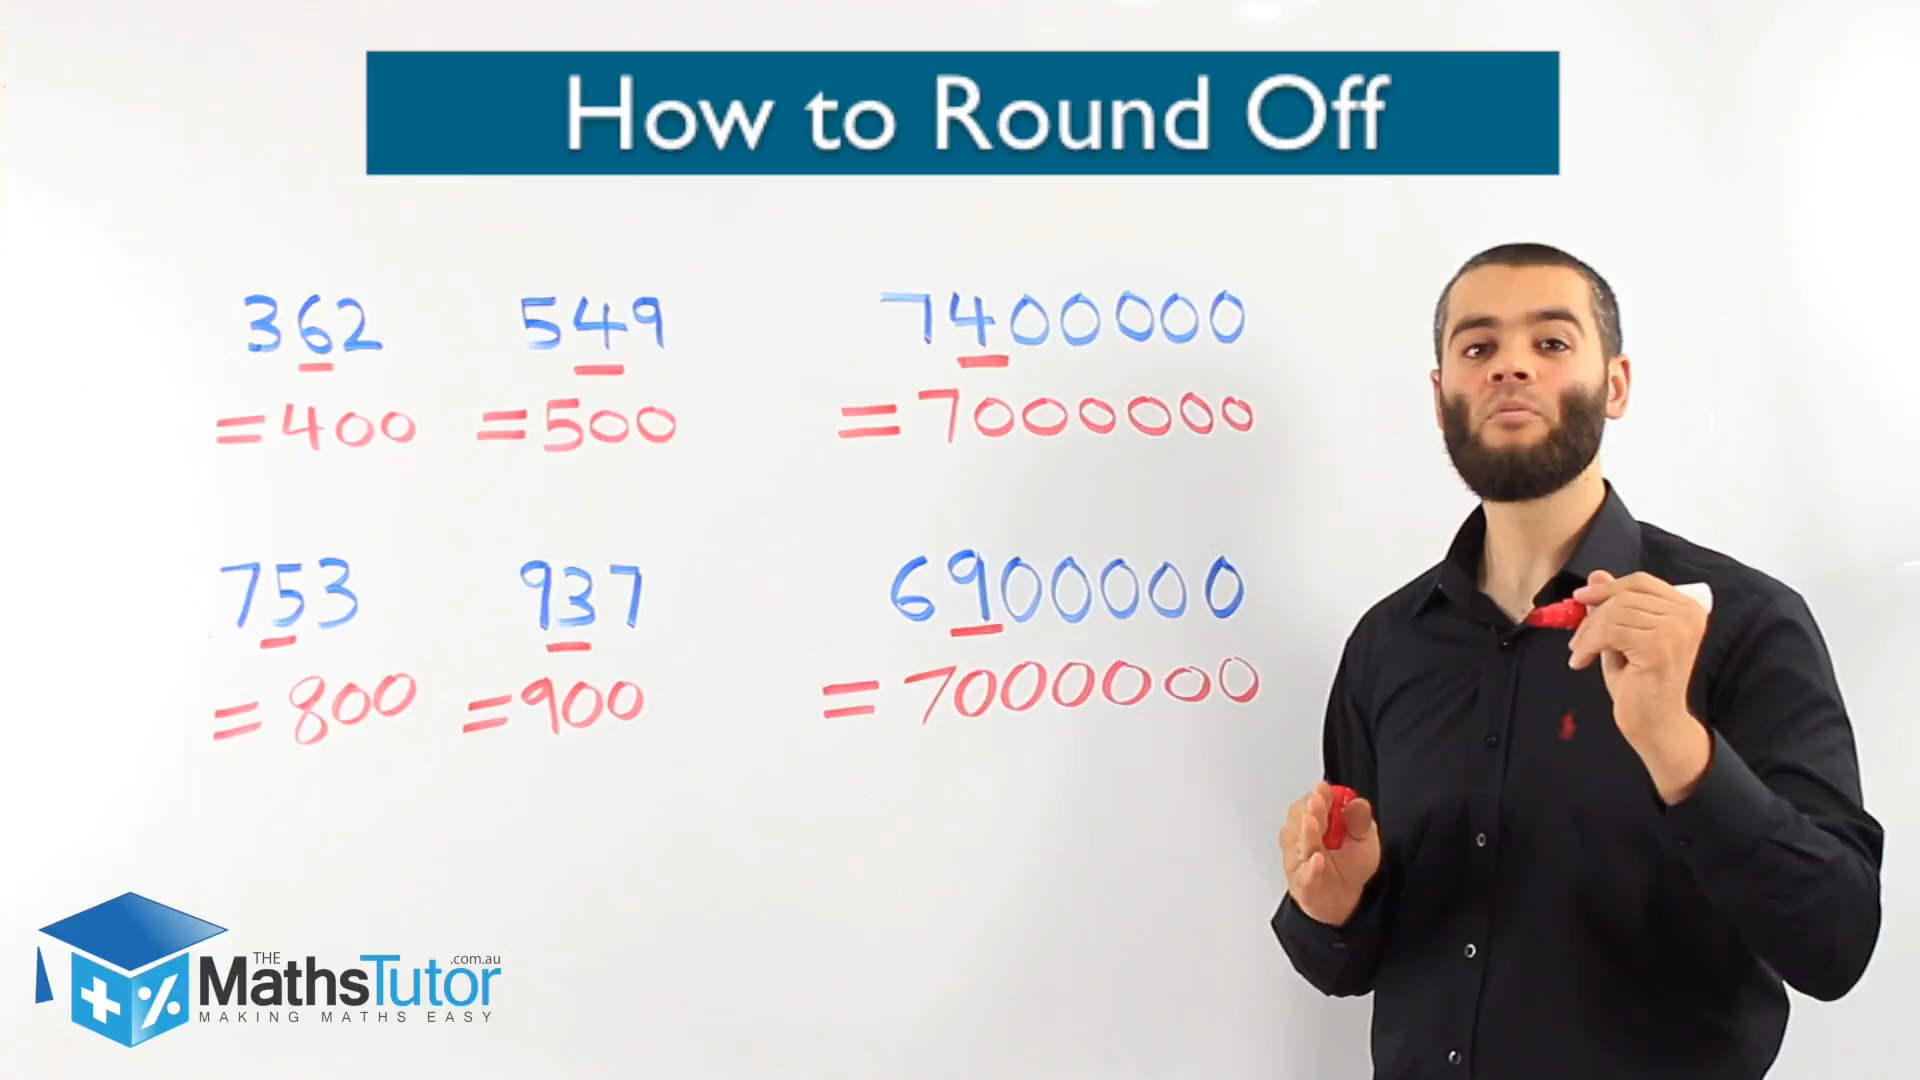 How to Round Off
362 549 7400000
=400 =500 =7000000
753 937 6900000
=800 =900 =7000000
THE
MathsTutor.com.au
MAKING MATHS EASY